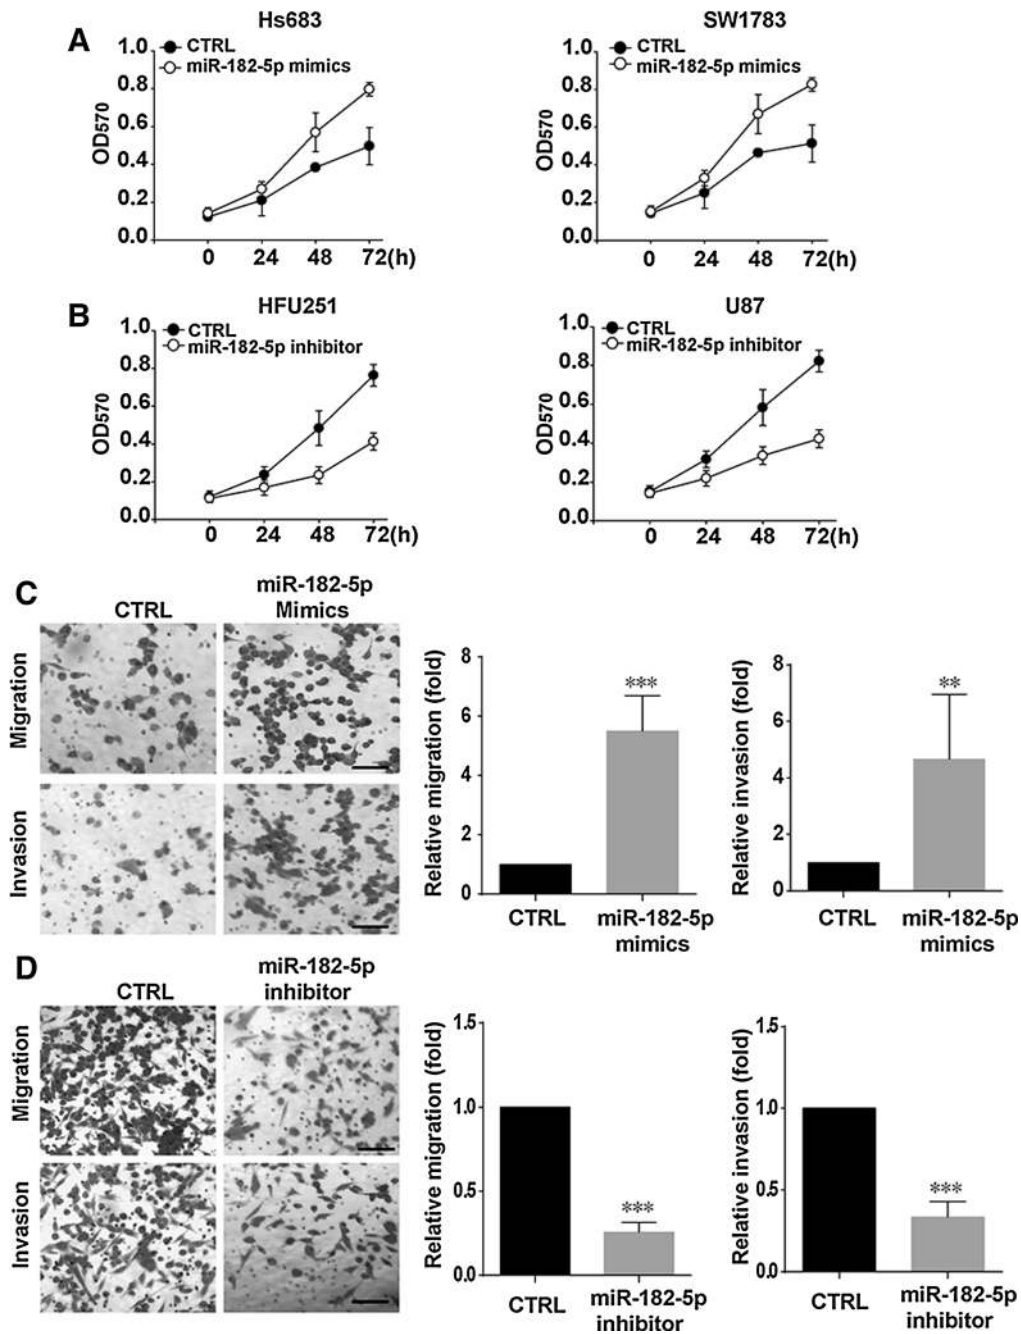 A
Hs683
CTRL
miR-182-5p mimics
OD570
1.0
0.8
0.6
0.4
0.2
0.0
0 24 48 72(h)
SW1783
CTRL
miR-182-5p mimics
OD570
1.0
0.8
0.6
0.4
0.2
0.0
0 24 48 72(h)
B
HFU251
CTRL
miR-182-5p inhibitor
OD570
1.0
0.8
0.6
0.4
0.2
0.0
0 24 48 72(h)
U87
CTRL
miR-182-5p inhibitor
OD570
1.0
0.8
0.6
0.4
0.2
0.0
0 24 48 72(h)
C
CTRL
miR-182-5p
Mimics
Migration
Invasion
Relative migration (fold)
8
6
4
2
0
***
CTRL
miR-182-5p
mimics
Relative invasion (fold)
8
6
4
2
0
**
CTRL
miR-182-5p
mimics
D
CTRL
miR-182-5p
inhibitor
Migration
Invasion
Relative migration (fold)
1.5
1.0
0.5
0.0
***
CTRL
miR-182-5p
inhibitor
Relative invasion (fold)
1.5
1.0
0.5
1.0
***
CTRL
miR-182-5p
inhibitor